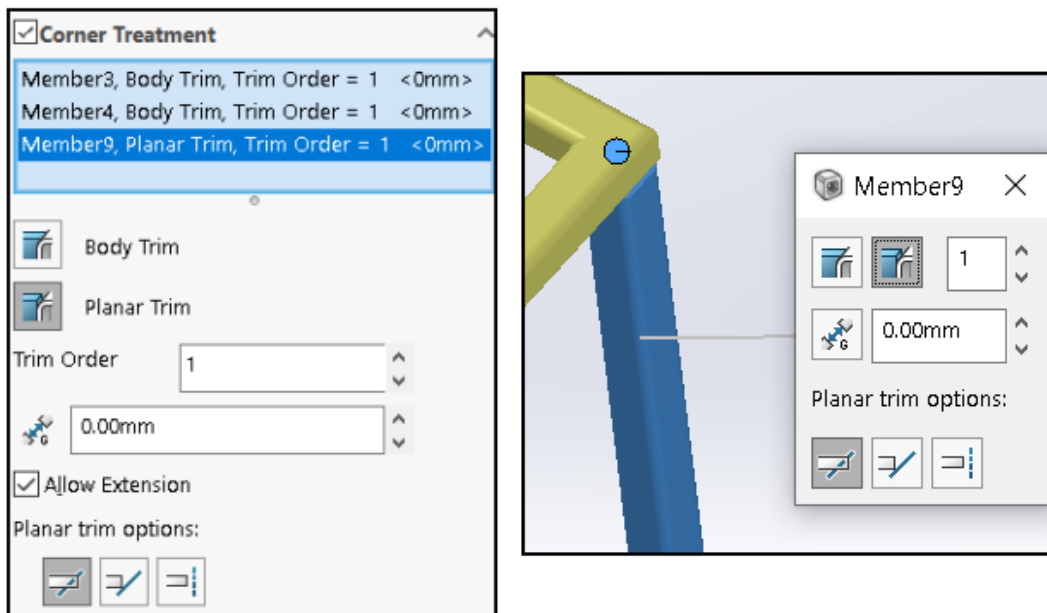 Corner Treatment
Member3, Body Trim, Trim Order = 1 <0mm>
Member4, Body Trim, Trim Order = 1 <0mm>
Member9, Planar Trim, Trim Order = 1 <0mm>
Body Trim
Planar Trim
Trim Order 1
G 0.00mm
Allow Extension
Planar trim options:
Member9
1
G 0.00mm
Planar trim options: